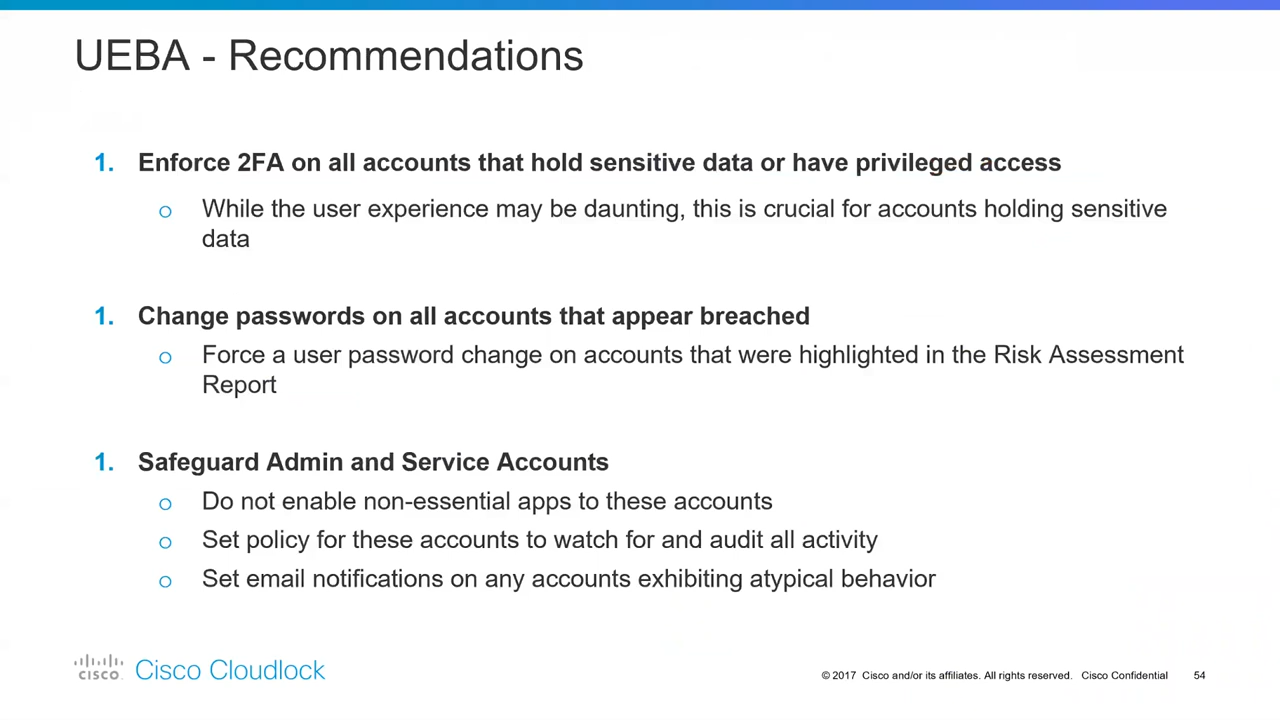 UEBA - Recommendations
1. Enforce 2FA on all accounts that hold sensitive data or have privileged access
o While the user experience may be daunting, this is crucial for accounts holding sensitive
data
1. Change passwords on all accounts that appear breached
o Force a user password change on accounts that were highlighted in the Risk Assessment
Report
1. Safeguard Admin and Service Accounts
o Do not enable non-essential apps to these accounts
o Set policy for these accounts to watch for and audit all activity
o Set email notifications on any accounts exhibiting atypical behavior
CISCO. Cisco Cloudlock
© 2017 Cisco and/or its affiliates. All rights reserved. Cisco Confidential 54